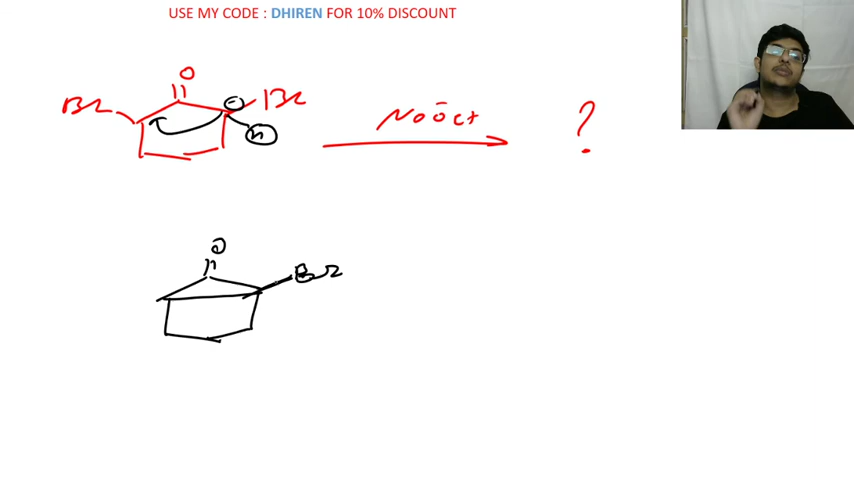 USE MY CODE : DHIREN FOR 10% DISCOUNT
O
Br
Br
H
NaOEt
?
O
Br